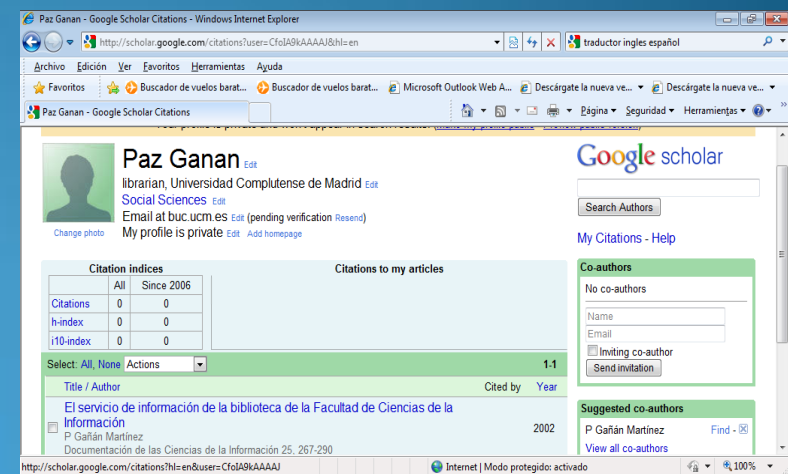 Paz Ganan - Google Scholar Citations - Windows Internet Explorer
http://scholar.google.com/citations?user=CfoIA9kAAAAJ&hl=en
traductor ingles español
Archivo Edición Ver Favoritos Herramientas Ayuda
Favoritos Buscador de vuelos barat... Buscador de vuelos barat... Microsoft Outlook Web A... Descárgate la nueva ve... Descárgate la nueva ve...
Paz Ganan - Google Scholar Citations
Página Seguridad Herramientas
Paz Ganan Edit
librarian, Universidad Complutense de Madrid Edit
Social Sciences Edit
Email at buc.ucm.es Edit (pending verification Resend)
My profile is private Edit Add homepage
Change photo
Google scholar
Search Authors
My Citations - Help
Citation indices
All Since 2006
Citations 0 0
h-index 0 0
i10-index 0 0
Citations to my articles
Co-authors
No co-authors
Name
Email
Inviting co-author
Send invitation
Select: All, None Actions 1-1
Title / Author Cited by Year
El servicio de información de la biblioteca de la Facultad de Ciencias de la
Información
2002
P Gañán Martínez
Documentación de las Ciencias de la Información 25, 267-290
Suggested co-authors
P Gañán Martínez Find -
View all co-authors
http://scholar.google.com/citations?hl=en&user=CfoIA9kAAAAJ
Internet | Modo protegido: activado
100%